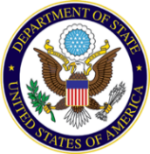 DEPARTMENT OF STATE
UNITED STATES OF AMERICA